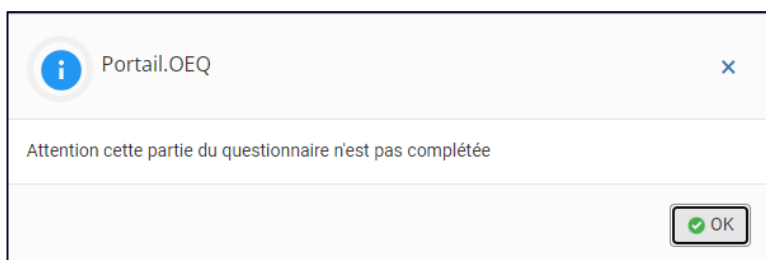 Portail.OEQ
Attention cette partie du questionnaire n'est pas complétée
OK